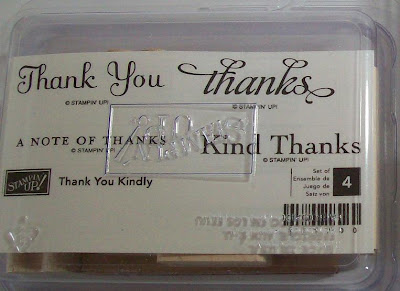 Thank You
thanks
© STAMPIN' UP!
© STAMPIN' UP!
A NOTE OF THANKS
Kind Thanks
© STAMPIN' UP!
© STAMPIN' UP!
STAMPIN' UP!
Thank You Kindly
Set of
Ensemble de
Juego de
Satz von
4